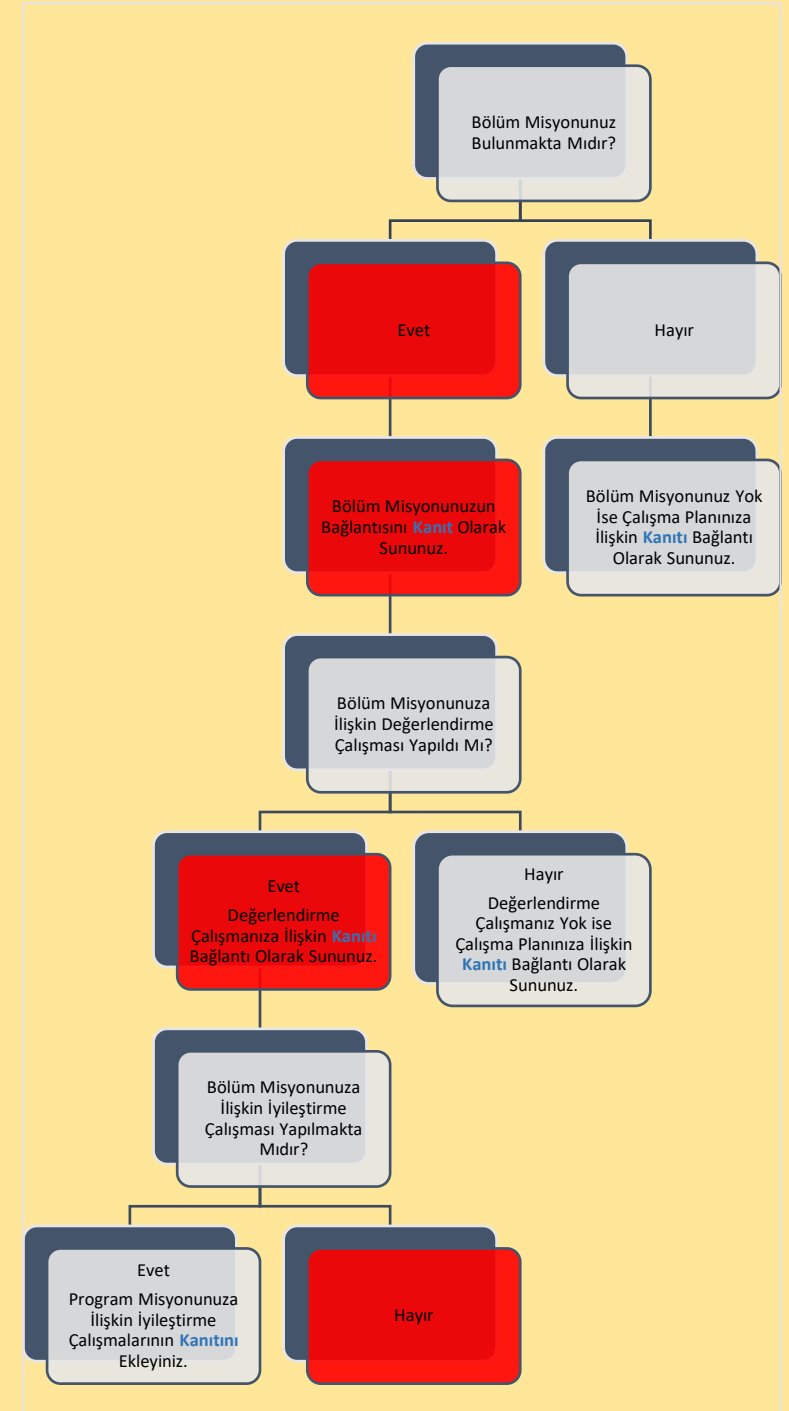 Bölüm Misyonunuz
Bulunmakta Mıdır?
Evet
Hayır
Bölüm Misyonunuzun
Bağlantısını Kanıt Olarak
Sununuz.
Bölüm Misyonunuz Yok
İse Çalışma Planınıza
İlişkin Kanıtı Bağlantı
Olarak Sununuz.
Bölüm Misyonunuza
İlişkin Değerlendirme
Çalışması Yapıldı Mı?
Evet
Değerlendirme
Çalışmanıza İlişkin Kanıtı
Bağlantı Olarak Sununuz.
Hayır
Değerlendirme
Çalışmanız Yok ise
Çalışma Planınıza İlişkin
Kanıtı Bağlantı Olarak
Sununuz.
Bölüm Misyonunuza
İlişkin İyileştirme
Çalışması Yapılmakta
Mıdır?
Evet
Program Misyonunuza
İlişkin İyileştirme
Çalışmalarının Kanıtını
Ekleyiniz.
Hayır